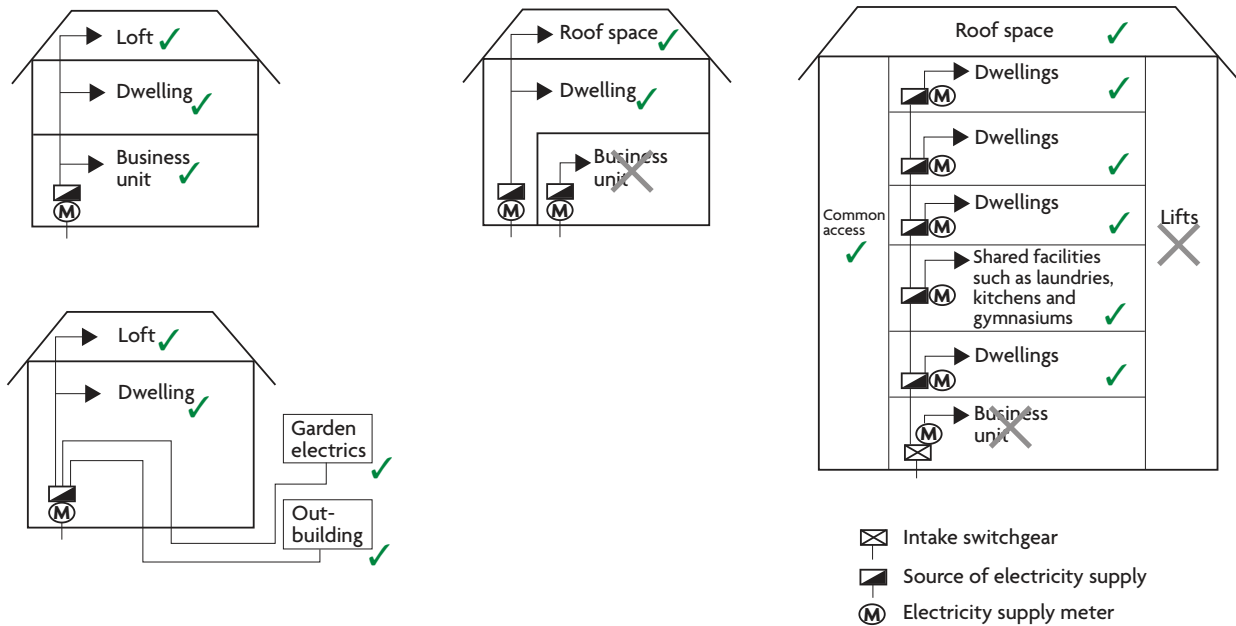 Loft
Dwelling
Business
unit
M
Roof space
Dwelling
Business
unit
M
M
Roof space
Dwellings
M
Dwellings
M
Dwellings
M
Common
access
Lifts
Shared facilities
such as laundries,
kitchens and
gymnasiums
M
Dwellings
M
Business
unit
M
Loft
Dwelling
M
Garden
electrics
Out-
building
Intake switchgear
Source of electricity supply
M Electricity supply meter